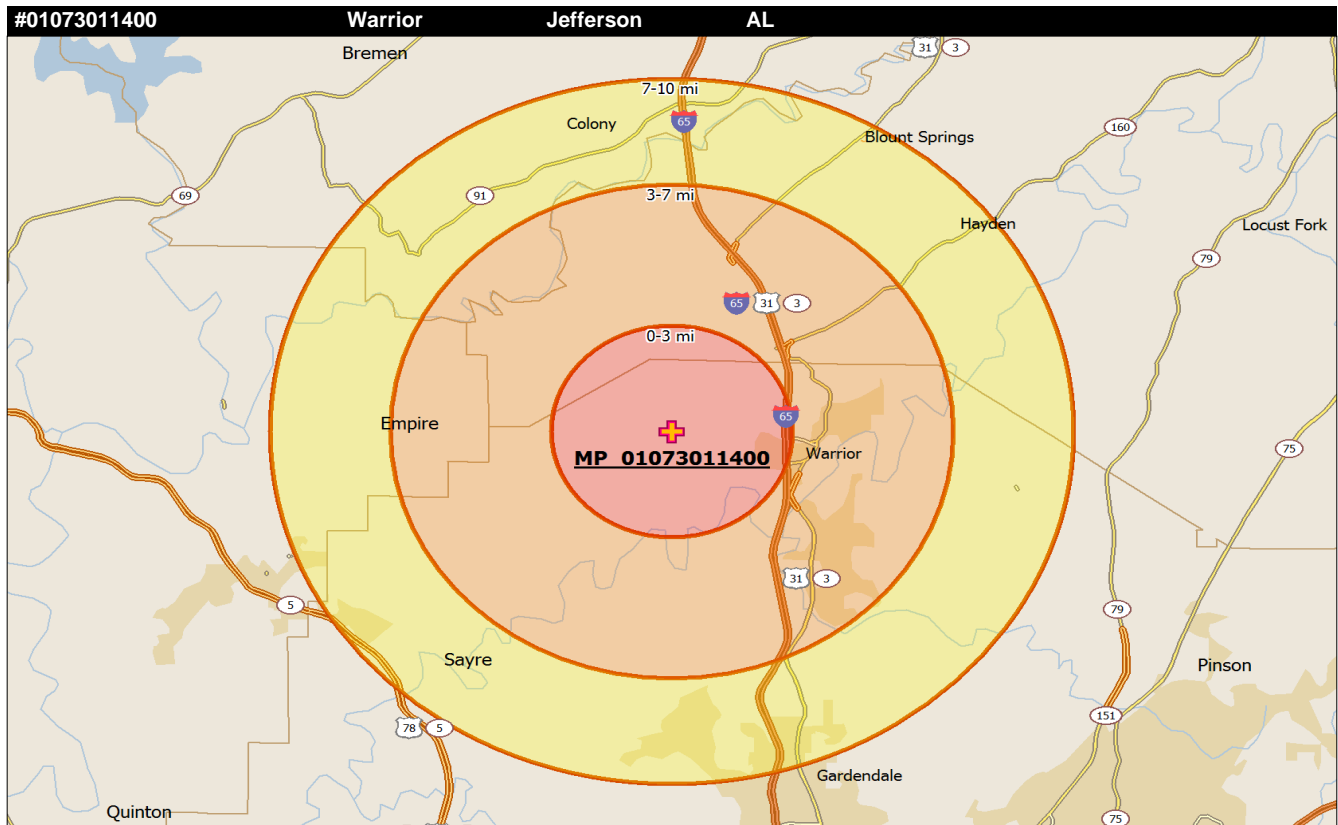 #01073011400 Warrior Jefferson AL
Bremen
31 3
7-10 mi
65
Colony
160
Blount Springs
69
91
3-7 mi
Hayden
Locust Fork
79
65 31 3
0-3 mi
65
Empire
MP 01073011400
Warrior
75
31 3
5
79
Sayre
Pinson
151
78 5
Gardendale
Quinton
75